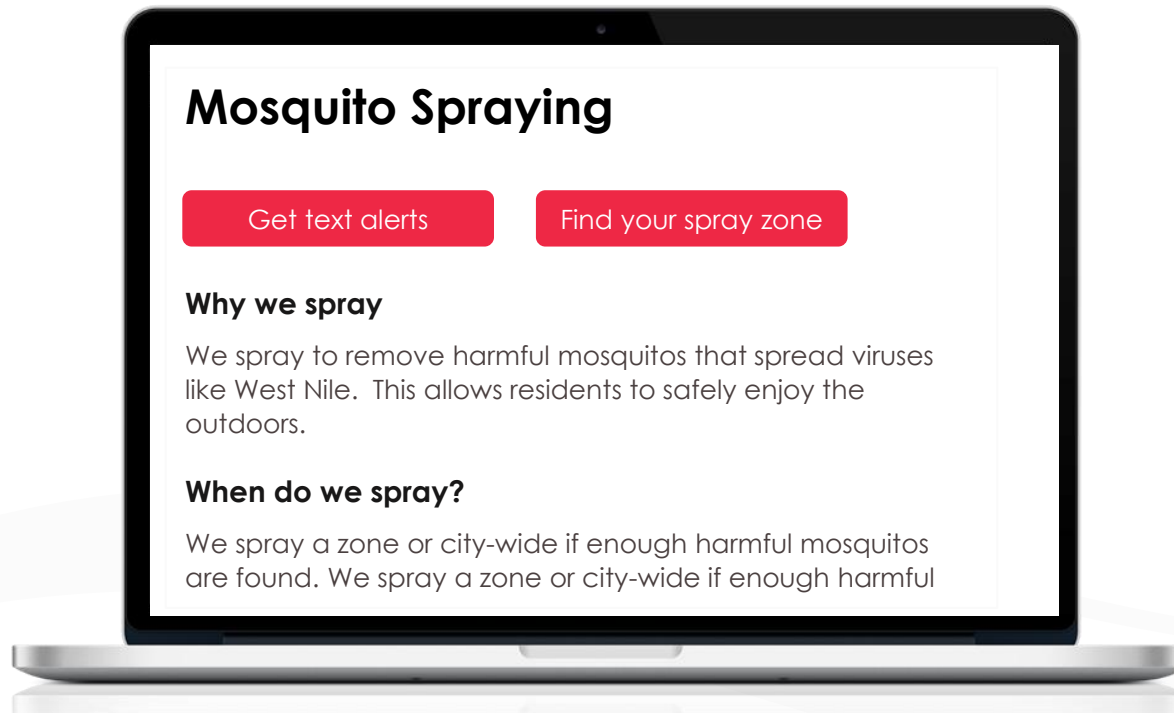 Mosquito Spraying
Get text alerts
Find your spray zone
Why we spray
We spray to remove harmful mosquitos that spread viruses
like West Nile.  This allows residents to safely enjoy the
outdoors.
When do we spray?
We spray a zone or city-wide if enough harmful mosquitos
are found. We spray a zone or city-wide if enough harmful